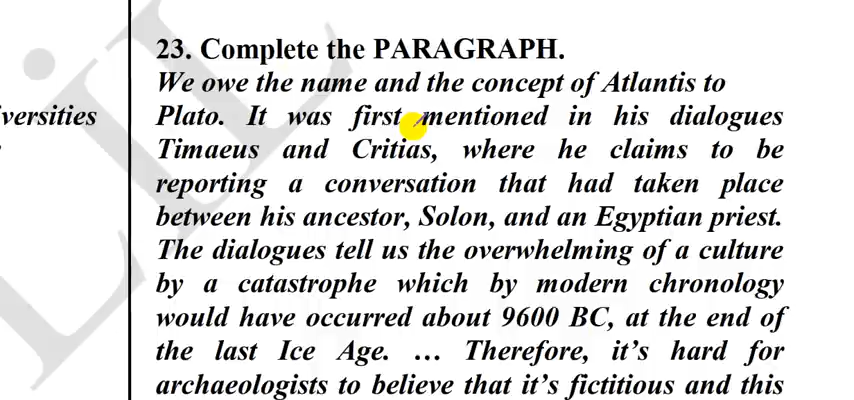 23. Complete the PARAGRAPH.
We owe the name and the concept of Atlantis to
Plato. It was first mentioned in his dialogues
Timaeus and Critias, where he claims to be
reporting a conversation that had taken place
between his ancestor, Solon, and an Egyptian priest.
The dialogues tell us the overwhelming of a culture
by a catastrophe which by modern chronology
would have occurred about 9600 BC, at the end of
the last Ice Age. … Therefore, it's hard for
archaeologists to believe that it's fictitious and this